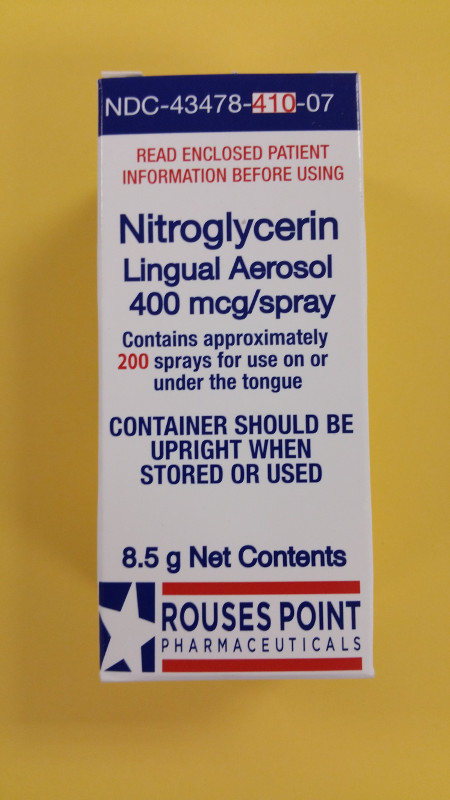 NDC-43478-410-07
READ ENCLOSED PATIENT
INFORMATION BEFORE USING
Nitroglycerin
Lingual Aerosol
400 mcg/spray
Contains approximately
200 sprays for use on or
under the tongue
CONTAINER SHOULD BE
UPRIGHT WHEN
STORED OR USED
8.5 g Net Contents
ROUSES POINT
PHARMACEUTICALS